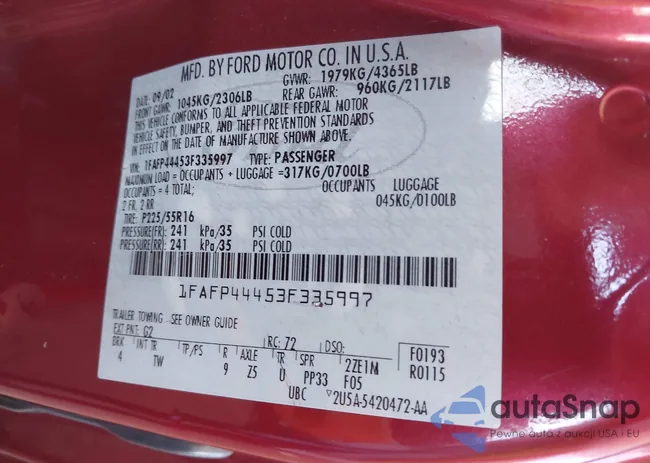 MFD. BY FORD MOTOR CO. IN U.S.A.
DATE: 09/02 GVWR: 1979KG/4365LB
FRONT GAWR: 1045KG/2306LB REAR GAWR: 960KG/2117LB
THIS VEHICLE CONFORMS TO ALL APPLICABLE FEDERAL MOTOR
VEHICLE SAFETY, BUMPER, AND THEFT PREVENTION STANDARDS
IN EFFECT ON THE DATE OF MANUFACTURE SHOWN ABOVE.
VIN: 1FAFP44453F335997 TYPE: PASSENGER
MAXIMUM LOAD = OCCUPANTS + LUGGAGE =317KG/0700LB
OCCUPANTS = 4 TOTAL; OCCUPANTS LUGGAGE
2 FR, 2 RR 045KG/0100LB
TIRE: P225/55R16
PRESSURE(FR): 241 kPa/35 PSI COLD
PRESSURE(RR): 241 kPa/35 PSI COLD
1FAFP44453F335997
TRAILER TOWING - SEE OWNER GUIDE
EXT PNT: G2 RC: 72 DSO: F0193
BRK INT TR TP/PS R AXLE TR SPR 2ZE1M R0115
4 TW 9 Z5 U PP33 F05
UBC ▽2U5A-5420472-AA
autaSnap
Pewne auta z aukcji USA i EU